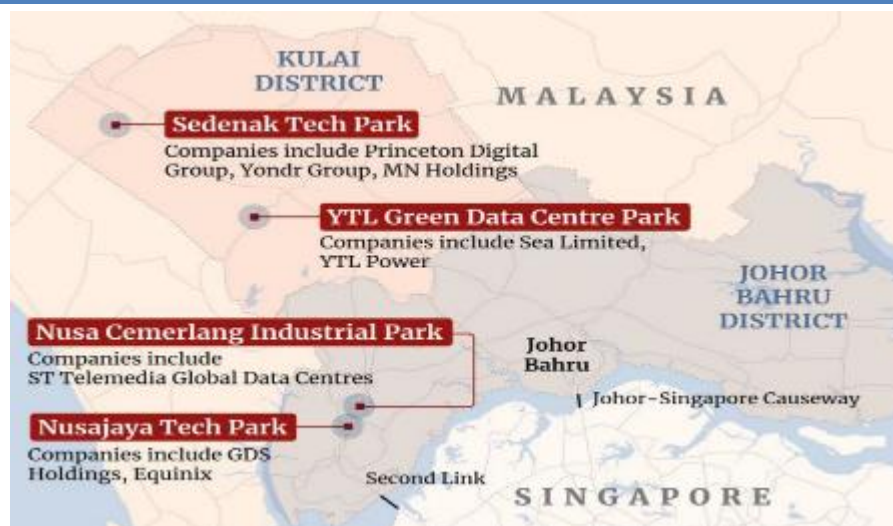 KULAI
DISTRICT
MALAYSIA
Sedenak Tech Park
Companies include Princeton Digital
Group, Yondr Group, MN Holdings
YTL Green Data Centre Park
Companies include Sea Limited,
YTL Power
JOHOR
BAHRU
DISTRICT
Nusa Cemerlang Industrial Park
Companies include
ST Telemedia Global Data Centres
Johor
Bahru
Johor–Singapore Causeway
Nusajaya Tech Park
Companies include GDS
Holdings, Equinix
Second Link
SINGAPORE